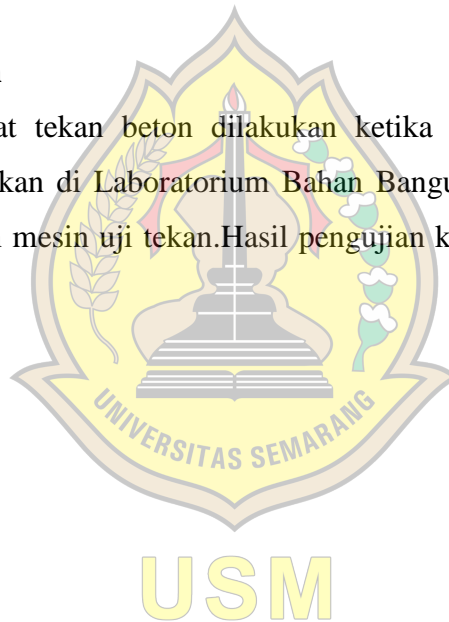 at tekan beton dilakukan ketika
kan di Laboratorium Bahan Bangu
mesin uji tekan.Hasil pengujian k
UNIVERSITAS SEMARANG
USM